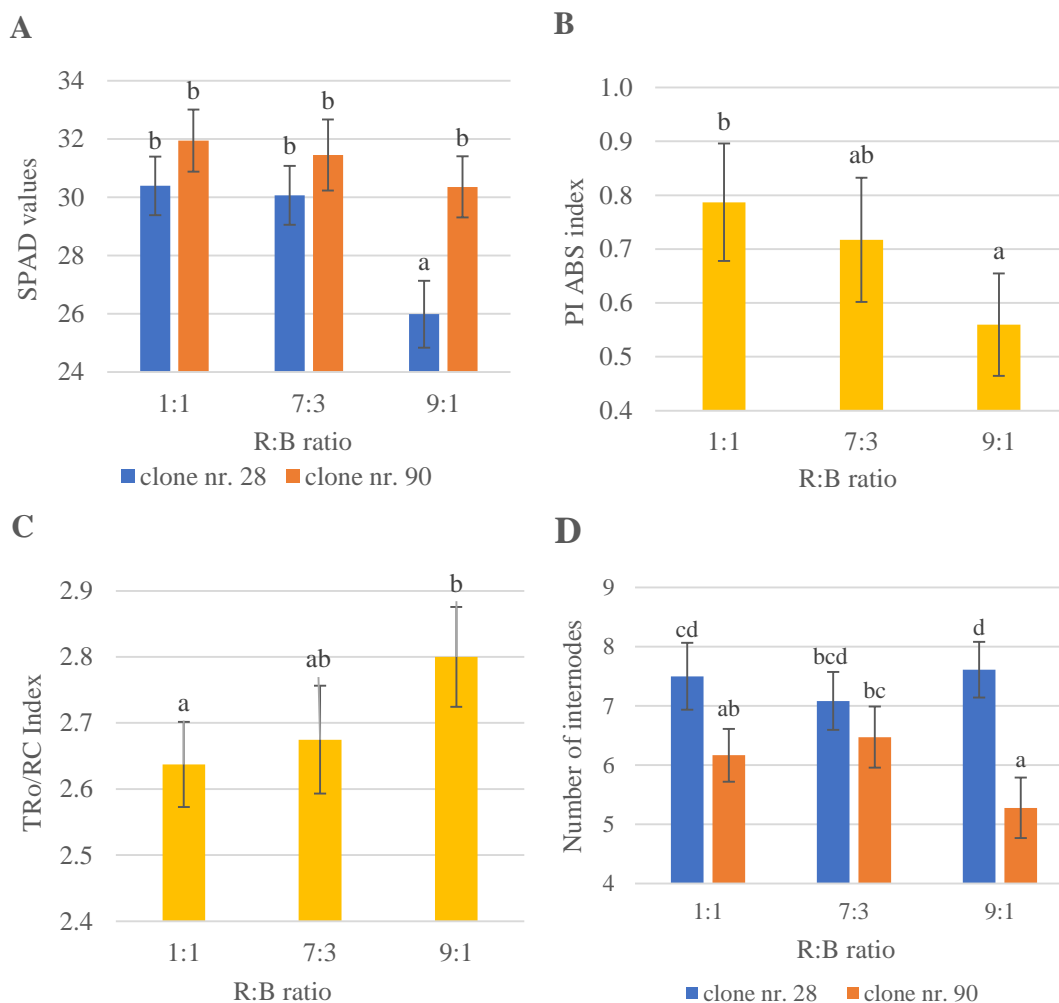 A
SPAD values
34
32
30
28
26
24
b
b
b
b
a
b
1:1
7:3
9:1
R:B ratio
clone nr. 28
clone nr. 90
B
PI ABS index
1.0
0.9
0.8
0.7
0.6
0.5
0.4
b
ab
a
1:1
7:3
9:1
R:B ratio
C
TRo/RC Index
2.9
2.8
2.7
2.6
2.5
2.4
a
ab
b
1:1
7:3
9:1
R:B ratio
D
Number of internodes
9
8
7
6
5
4
cd
ab
bcd
bc
d
a
1:1
7:3
9:1
R:B ratio
clone nr. 28
clone nr. 90